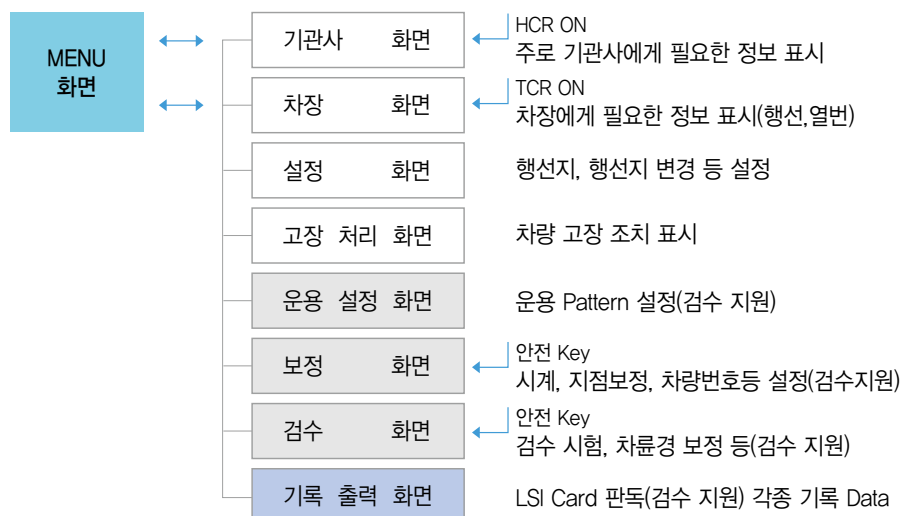 MENU
화면
기관사 화면
HCR ON
주로 기관사에게 필요한 정보 표시
차장 화면
TCR ON
차장에게 필요한 정보 표시(행선,열번)
설정 화면
행선지, 행선지 변경 등 설정
고장 처리 화면
차량 고장 조치 표시
운용 설정 화면
운용 Pattern 설정(검수 지원)
보정 화면
안전 Key
시계, 지점보정, 차량번호등 설정(검수지원)
검수 화면
안전 Key
검수 시험, 차륜경 보정 등(검수 지원)
기록 출력 화면
LSI Card 판독(검수 지원) 각종 기록 Data